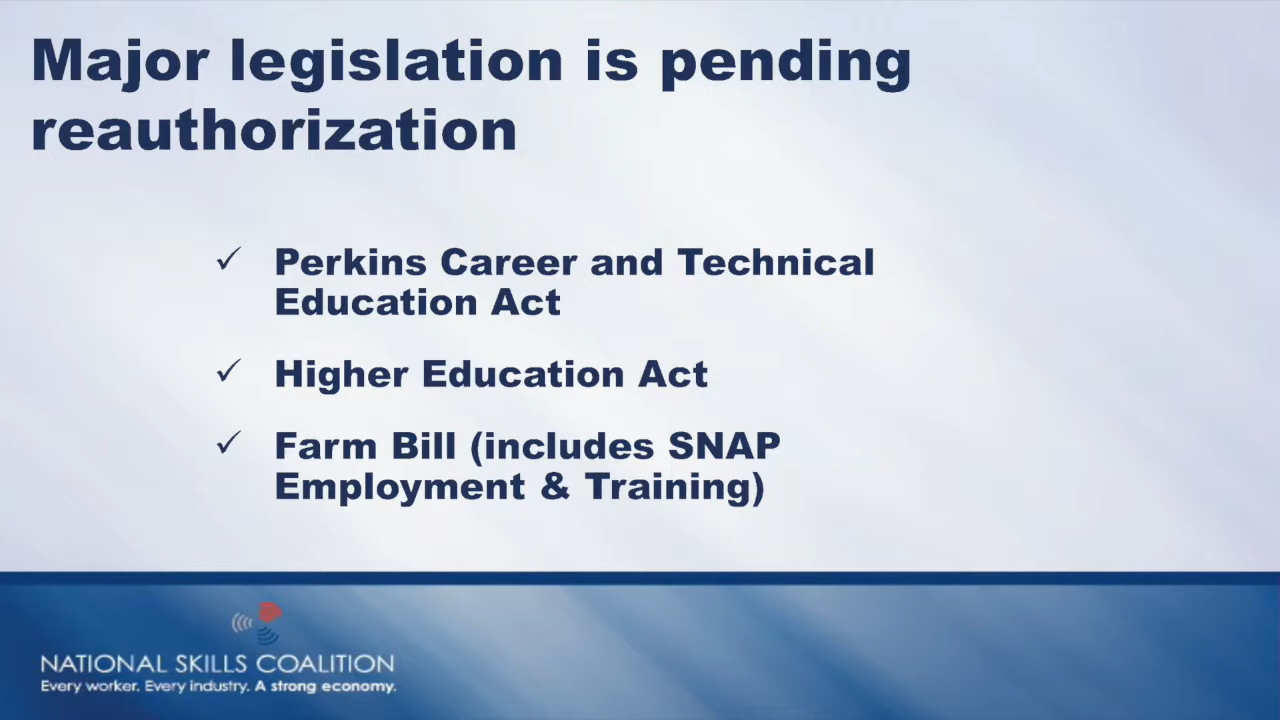 Major legislation is pending
reauthorization
✓ Perkins Career and Technical
Education Act
✓ Higher Education Act
✓ Farm Bill (includes SNAP
Employment & Training)
NATIONAL SKILLS COALITION
Every worker. Every industry. A strong economy.